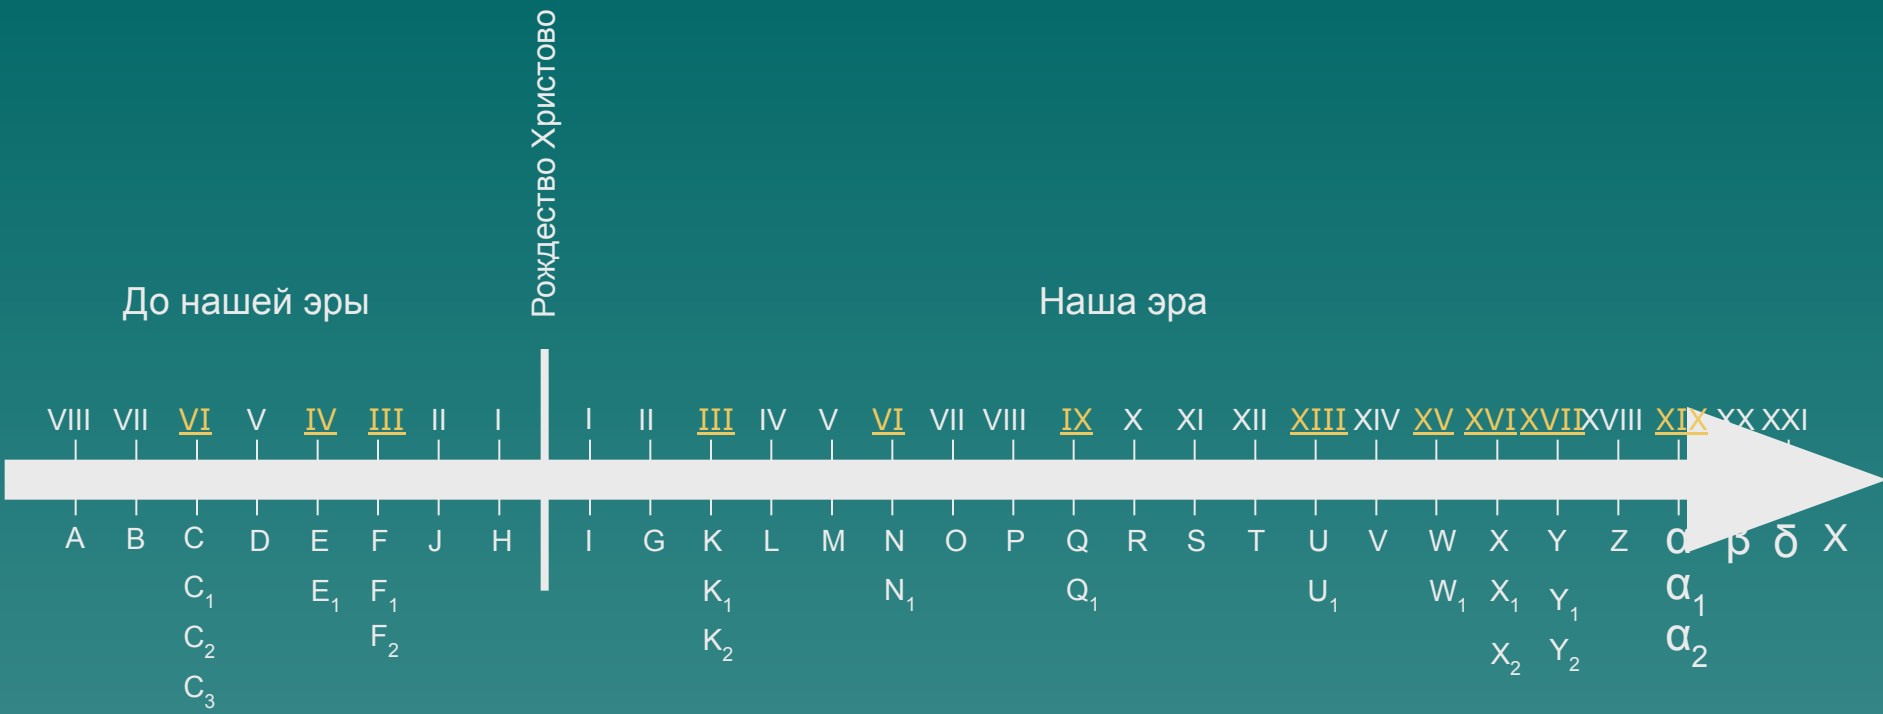 Рождество Христово
До нашей эры
Наша эра
VIII VII VI V IV III II I I II III IV V VI VII VIII IX X XI XII XIII XIV XV XVI XVII XVIII XIX XX XXI
A B C D E F J H I G K L M N O P Q R S T U V W X Y Z α β δ X
C₁ E₁ F₁ K₁ N₁ Q₁ U₁ W₁ X₁ Y₁ α₁
C₂ F₂ K₂ X₂ Y₂ α₂
C₃